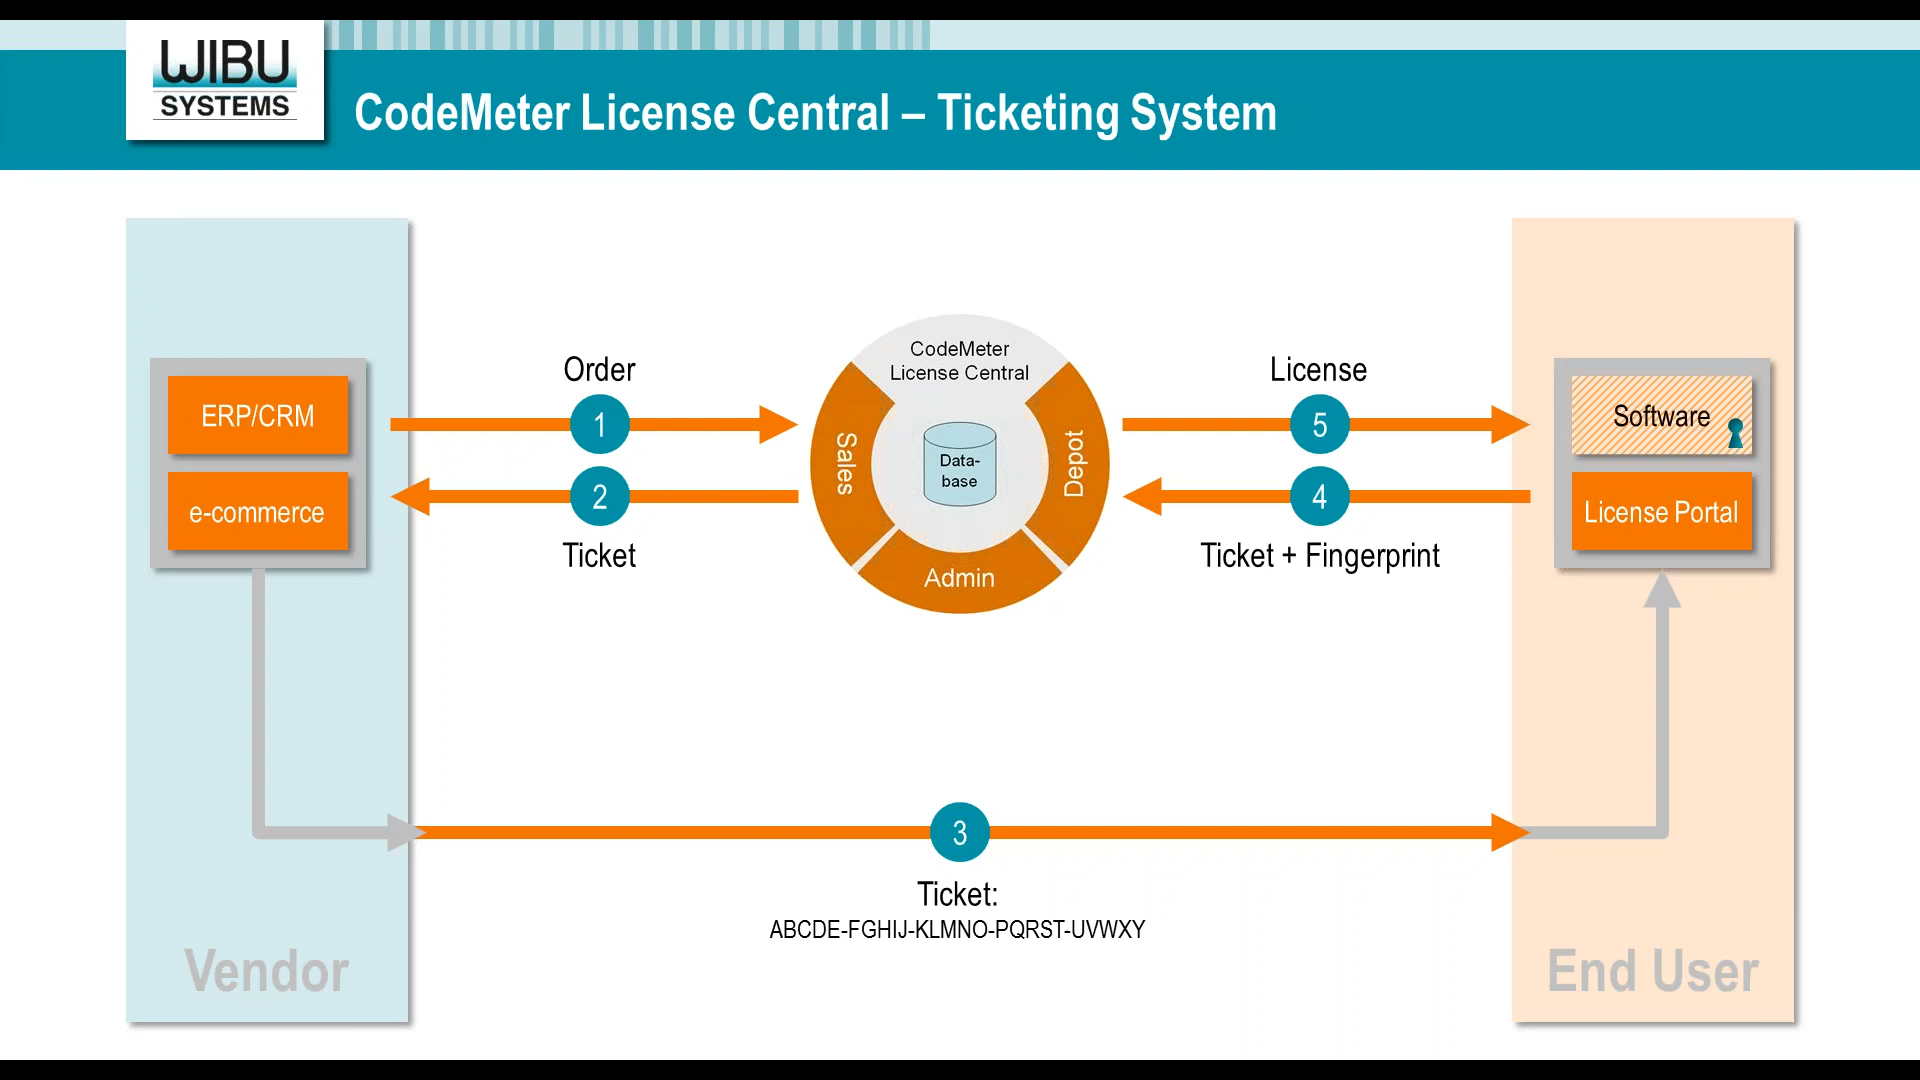 WIBU
SYSTEMS
CodeMeter License Central – Ticketing System
ERP/CRM
e-commerce
Vendor
Order
1
2
Ticket
CodeMeter
License Central
Sales
Data-
base
Depot
Admin
License
5
4
Ticket + Fingerprint
Software
License Portal
3
Ticket:
ABCDE-FGHIJ-KLMNO-PQRST-UVWXY
End User